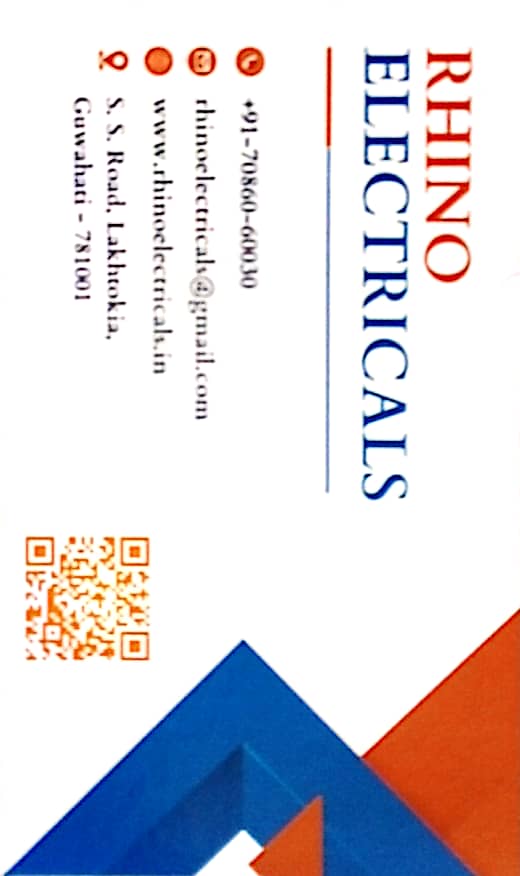 RHINO
ELECTRICALS
+91-70860-60030
rhinoelectricals@gmail.com
www.rhinoelectricals.in
S. S. Road, Lakhtokia,
Guwahati - 781001